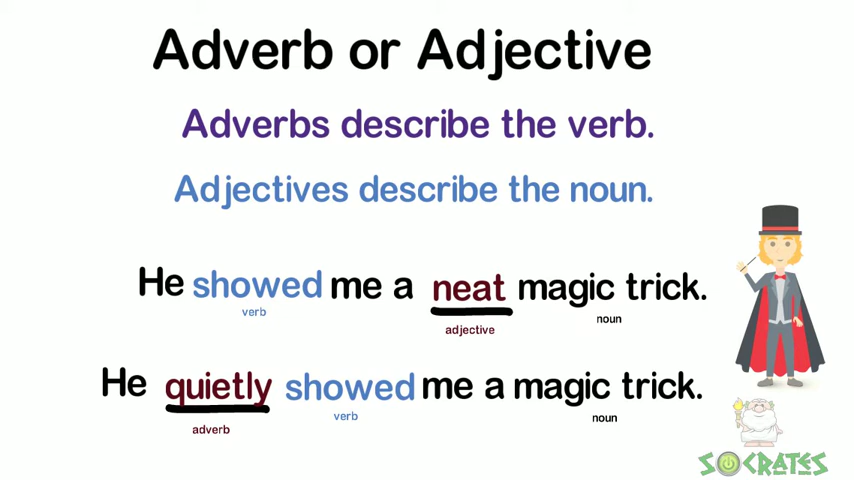 Adverb or Adjective
Adverbs describe the verb.
Adjectives describe the noun.
He showed me a neat magic trick.
verb adjective noun
He quietly showed me a magic trick.
adverb verb noun
SOCRATES